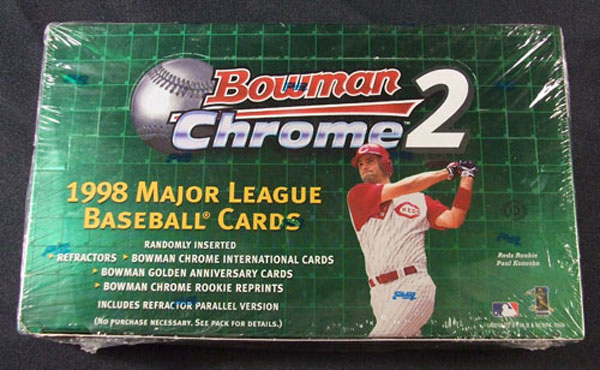 Bowman
Chrome 2
1998 MAJOR LEAGUE
BASEBALL® CARDS
RANDOMLY INSERTED
• REFRACTORS • BOWMAN CHROME INTERNATIONAL CARDS
• BOWMAN GOLDEN ANNIVERSARY CARDS
• BOWMAN CHROME ROOKIE REPRINTS
INCLUDES REFRACTOR PARALLEL VERSION
(NO PURCHASE NECESSARY. SEE PACK FOR DETAILS.)
REDS
Reds Rookie
Paul Konerko